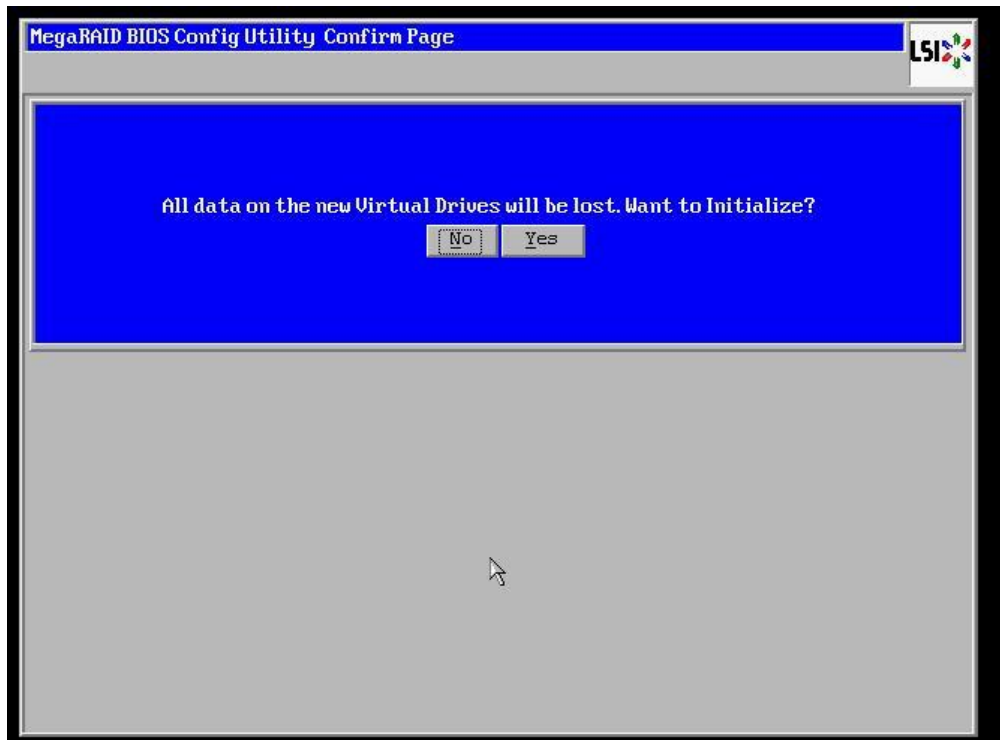 MegaRAID BIOS Config Utility Confirm Page
LSI
All data on the new Virtual Drives will be lost. Want to Initialize?
No Yes